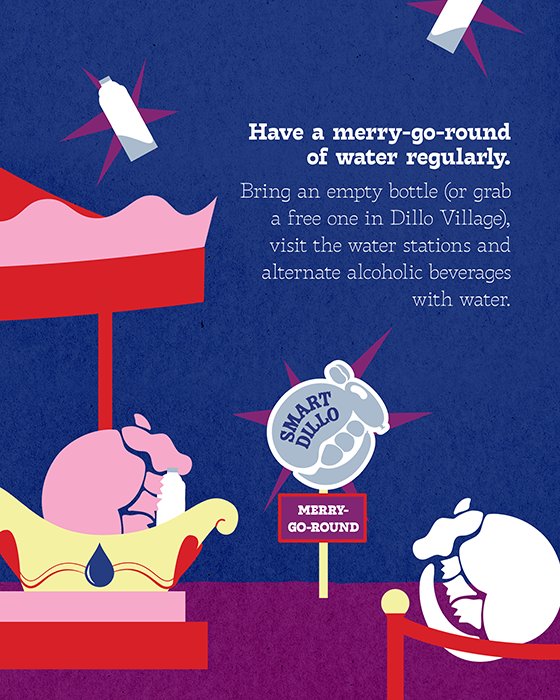 Have a merry-go-round
of water regularly.
Bring an empty bottle (or grab
a free one in Dillo Village),
visit the water stations and
alternate alcoholic beverages
with water.
SMART
DILLO
MERRY-
GO-ROUND